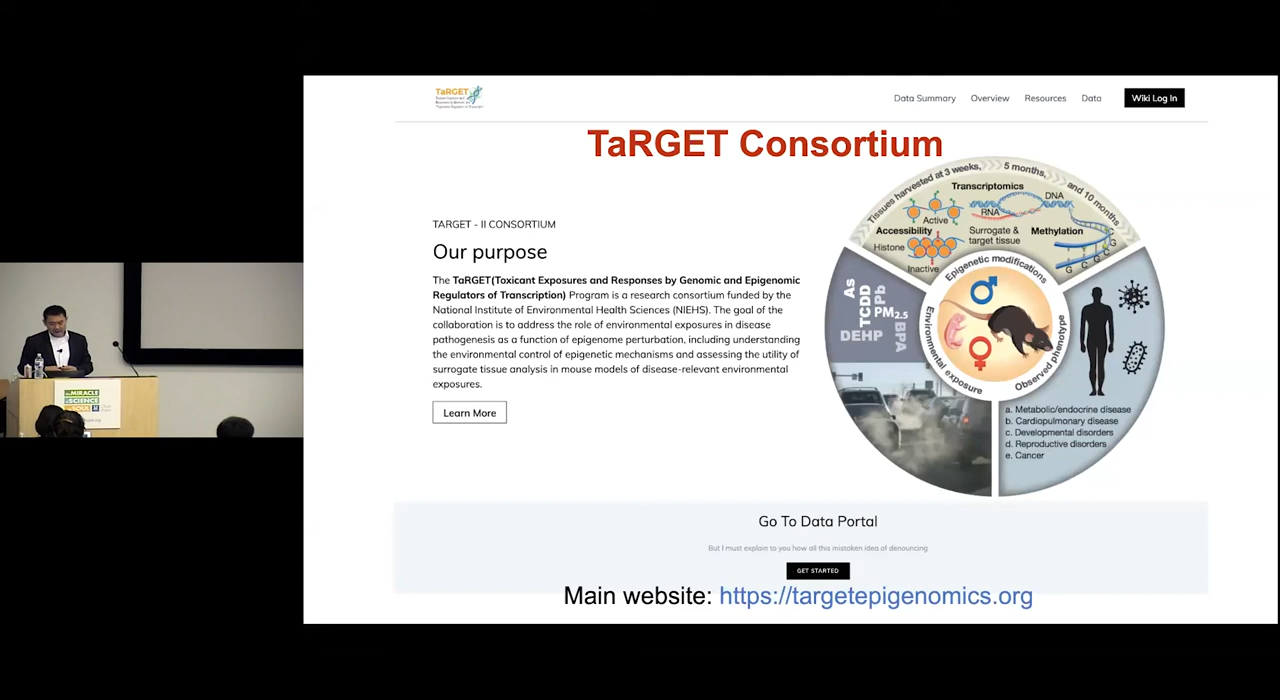 TaRGET
Data Summary Overview Resources Data Wiki Log In
TaRGET Consortium
TARGET - II CONSORTIUM
Our purpose
The TaRGET(Toxicant Exposures and Responses by Genomic and Epigenomic
Regulators of Transcription) Program is a research consortium funded by the
National Institute of Environmental Health Sciences (NIEHS). The goal of the
collaboration is to address the role of environmental exposures in disease
pathogenesis as a function of epigenome perturbation, including understanding
the environmental control of epigenetic mechanisms and assessing the utility of
surrogate tissue analysis in mouse models of disease-relevant environmental
exposures.
Learn More
Tissues harvested at 3 weeks, 5 months, and 10 months
Transcriptomics
DNA
RNA
Active
Accessibility
Surrogate &
target tissue
Methylation
Histone
Inactive
C
G
G C G C
Epigenetic modifications
Environmental exposure
Observed phenotype
As
TCDD
Pb
PM2.5
DEHP
BPA
a. Metabolic/endocrine disease
b. Cardiopulmonary disease
c. Developmental disorders
d. Reproductive disorders
e. Cancer
MIRACLE
SCIENCE
SOUL
Go To Data Portal
But I must explain to you how all this mistaken idea of denouncing
GET STARTED
Main website: https://targetepigenomics.org